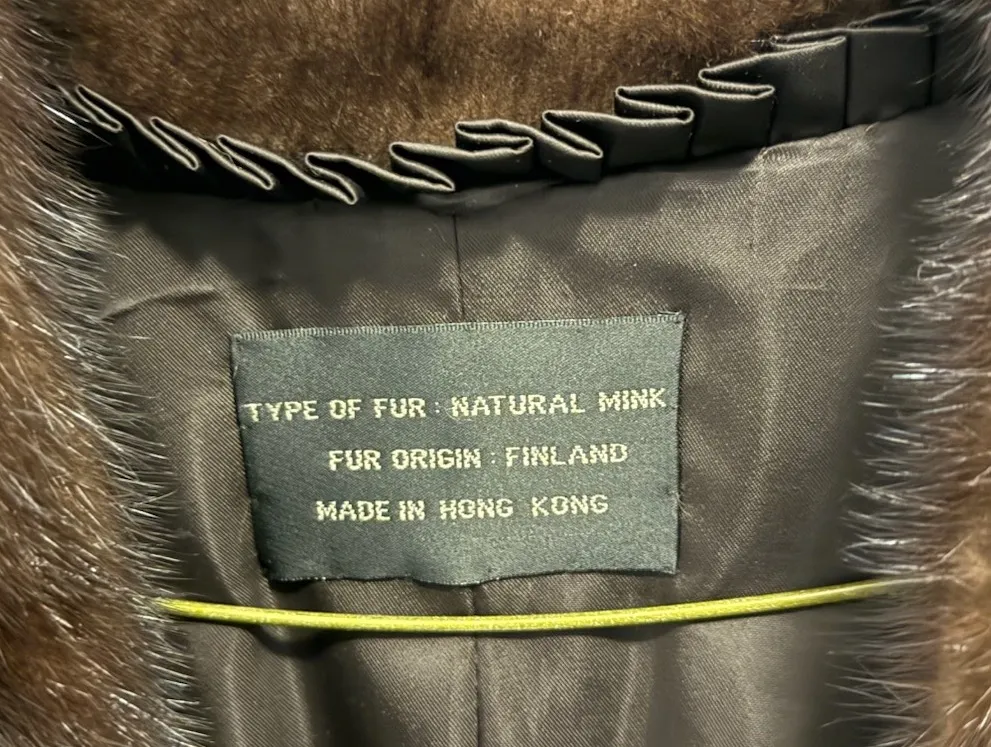 TYPE OF FUR : NATURAL MINK
FUR ORIGIN : FINLAND
MADE IN HONG KONG